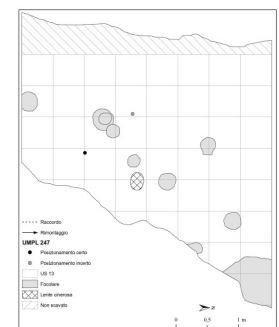 Raccordo
Rimontaggio
UMPL 247
Posizionamento certo
Posizionamento incerto
US 13
Focolare
Lente cinerosa
Non scavato
N
0 0,5 1 m